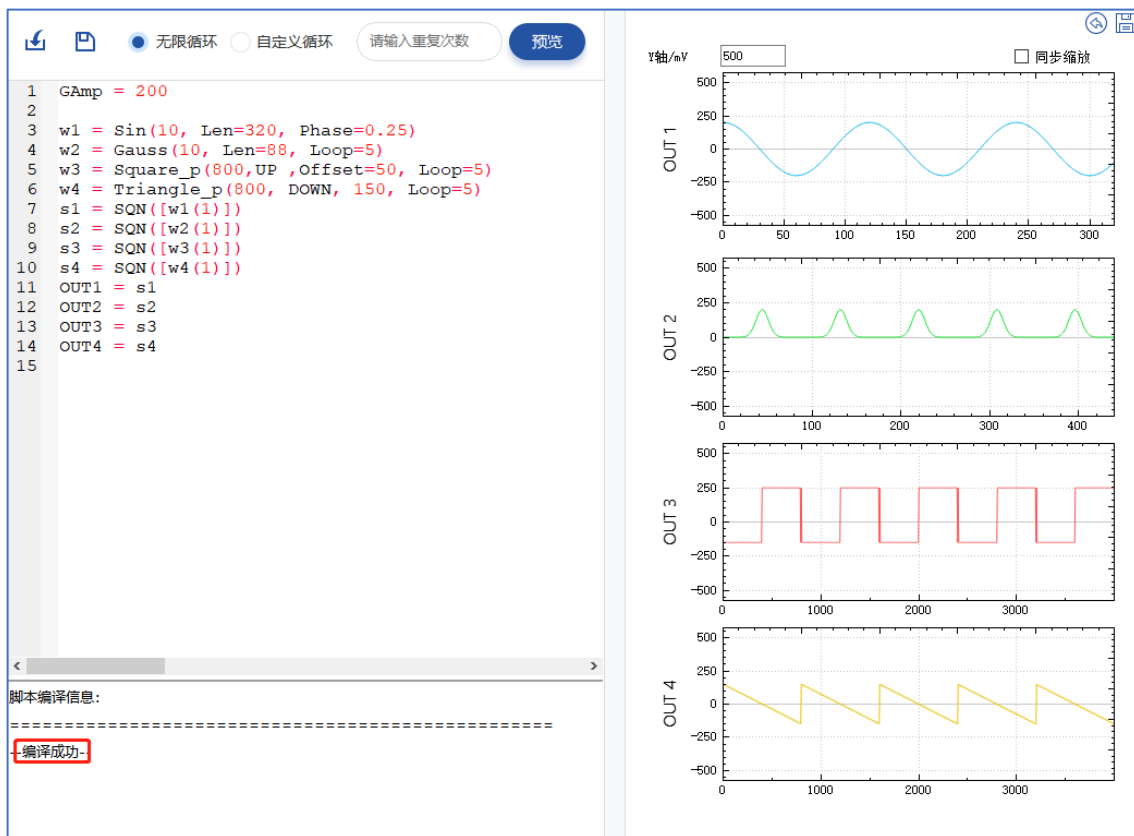 无限循环 自定义循环 请输入重复次数 预览
1 GAmp = 200
2
3 w1 = Sin(10, Len=320, Phase=0.25)
4 w2 = Gauss(10, Len=88, Loop=5)
5 w3 = Square_p(800,UP ,Offset=50, Loop=5)
6 w4 = Triangle_p(800, DOWN, 150, Loop=5)
7 s1 = SQN([w1(1)])
8 s2 = SQN([w2(1)])
9 s3 = SQN([w3(1)])
10 s4 = SQN([w4(1)])
11 OUT1 = s1
12 OUT2 = s2
13 OUT3 = s3
14 OUT4 = s4
15
脚本编译信息:
==================================================
--编译成功--
Y轴/mV 500 同步缩放
OUT 1
500
250
0
-250
-500
0 50 100 150 200 250 300
OUT 2
500
250
0
-250
-500
0 100 200 300 400
OUT 3
500
250
0
-250
-500
0 1000 2000 3000
OUT 4
500
250
0
-250
-500
0 1000 2000 3000